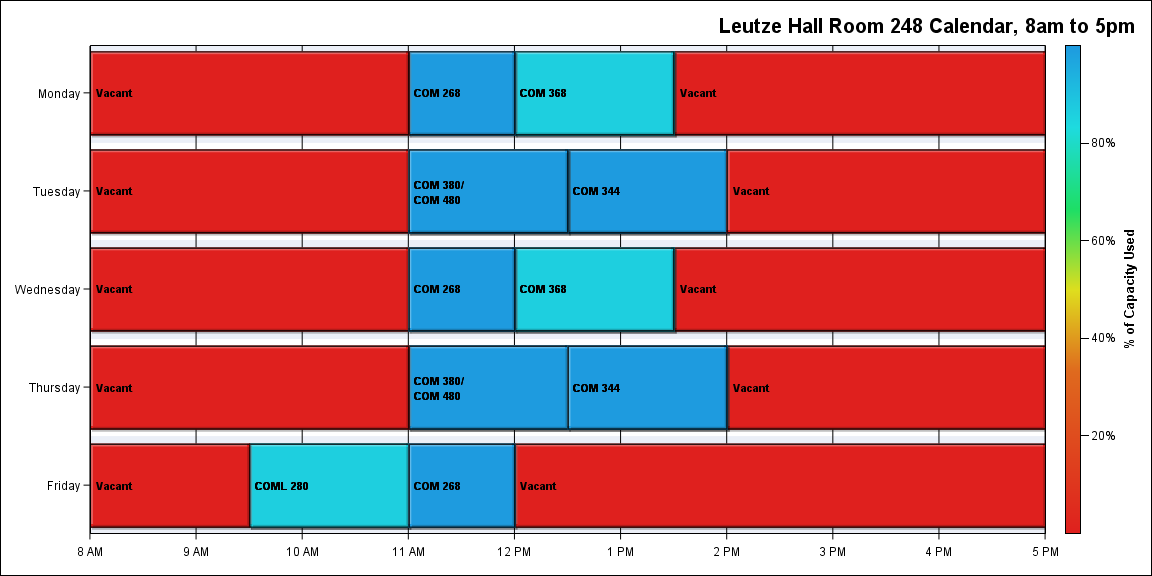 Leutze Hall Room 248 Calendar, 8am to 5pm
Monday
Vacant
COM 268
COM 368
Vacant
Tuesday
Vacant
COM 380/
COM 480
COM 344
Vacant
Wednesday
Vacant
COM 268
COM 368
Vacant
Thursday
Vacant
COM 380/
COM 480
COM 344
Vacant
Friday
Vacant
COML 280
COM 268
Vacant
8 AM
9 AM
10 AM
11 AM
12 PM
1 PM
2 PM
3 PM
4 PM
5 PM
80%
60%
40%
20%
% of Capacity Used